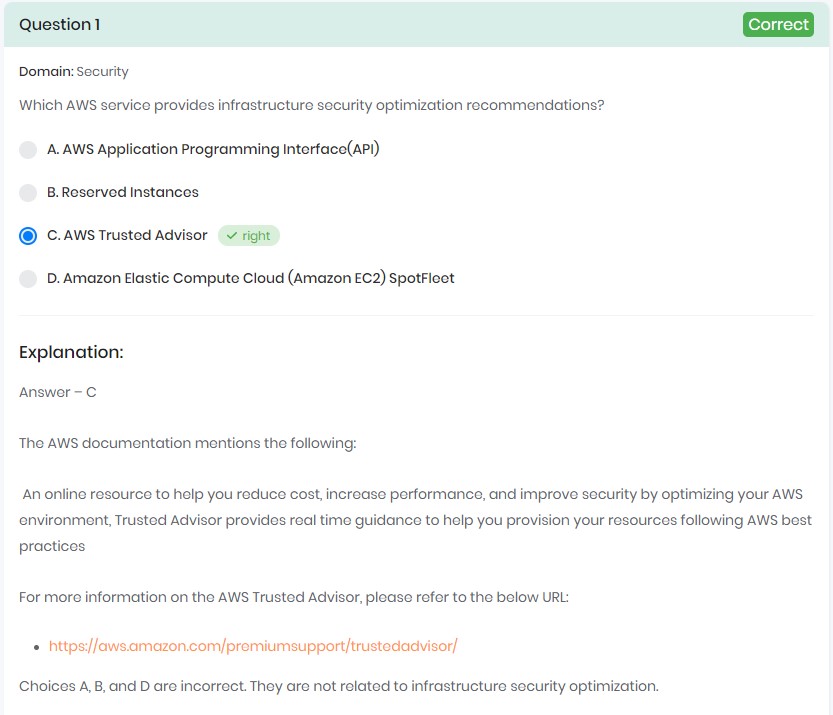 Question 1 Correct
Domain: Security
Which AWS service provides infrastructure security optimization recommendations?
A. AWS Application Programming Interface(API)
B. Reserved Instances
C. AWS Trusted Advisor ✓ right
D. Amazon Elastic Compute Cloud (Amazon EC2) SpotFleet
Explanation:
Answer – C
The AWS documentation mentions the following:
An online resource to help you reduce cost, increase performance, and improve security by optimizing your AWS
environment, Trusted Advisor provides real time guidance to help you provision your resources following AWS best
practices
For more information on the AWS Trusted Advisor, please refer to the below URL:
• https://aws.amazon.com/premiumsupport/trustedadvisor/
Choices A, B, and D are incorrect. They are not related to infrastructure security optimization.